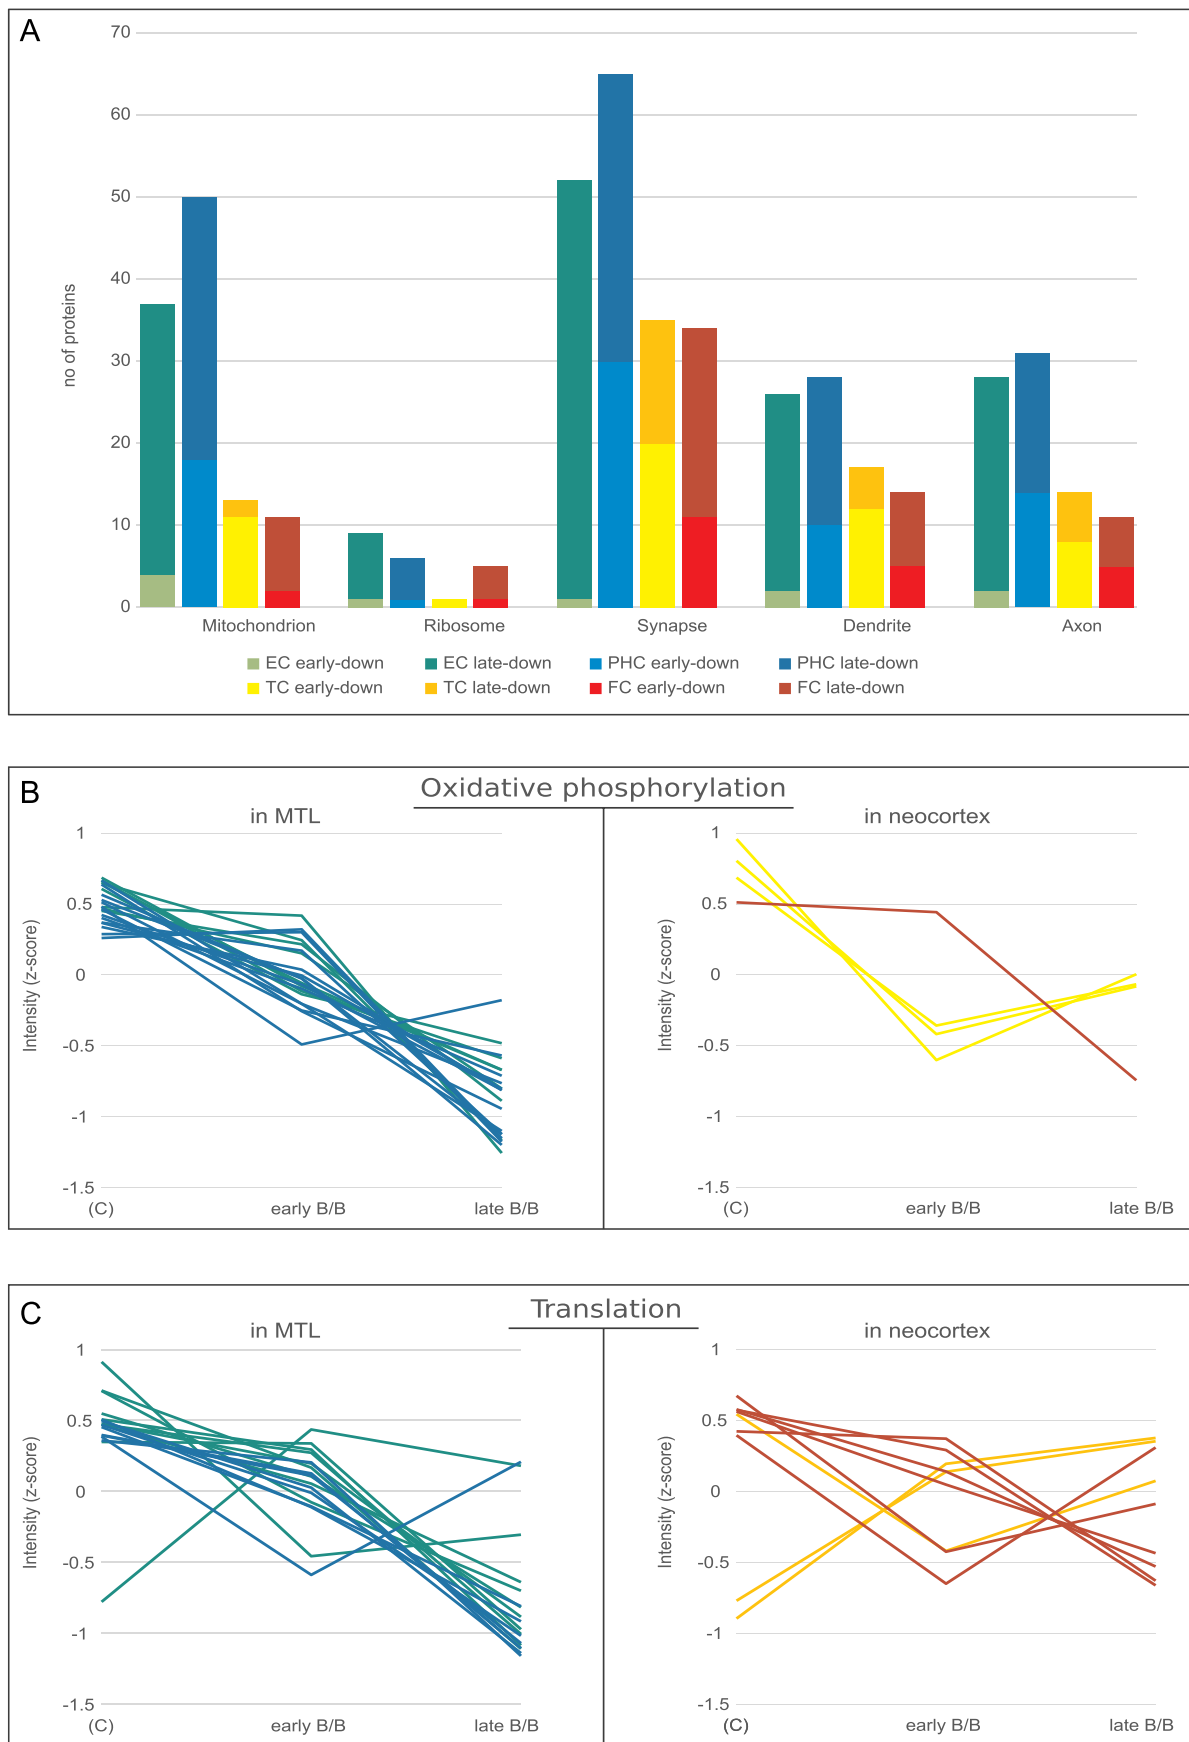 A
70
60
50
40
30
20
10
0
no of proteins
Mitochondrion Ribosome Synapse Dendrite Axon
EC early-down EC late-down PHC early-down PHC late-down
TC early-down TC late-down FC early-down FC late-down
B
Oxidative phosphorylation
in MTL
1
0.5
0
-0.5
-1
-1.5
Intensity (z-score)
(C) early B/B late B/B
in neocortex
1
0.5
0
-0.5
-1
-1.5
Intensity (z-score)
(C) early B/B late B/B
C
Translation
in MTL
1
0.5
0
-0.5
-1
-1.5
Intensity (z-score)
(C) early B/B late B/B
in neocortex
1
0.5
0
-0.5
-1
-1.5
Intensity (z-score)
(C) early B/B late B/B